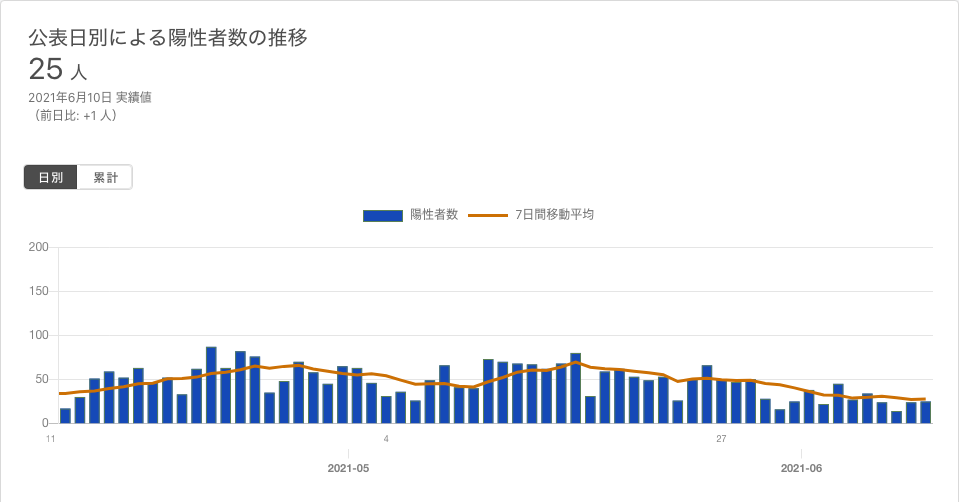 公表日別による陽性者数の推移
25 人
2021年6月10日 実績値
（前日比: +1 人）
日別 累計
陽性者数 7日間移動平均
200
150
100
50
0
11 4 27
2021-05 2021-06